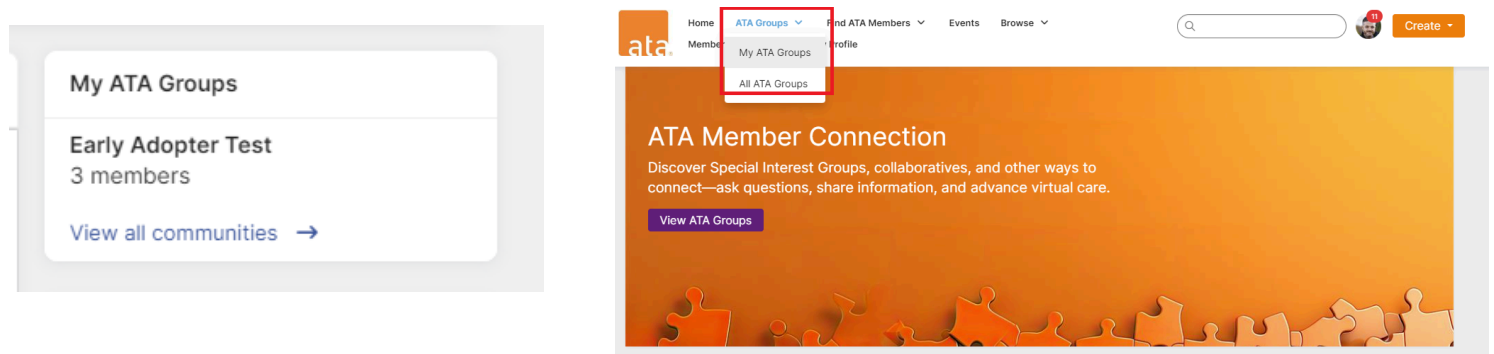 My ATA Groups
Early Adopter Test
3 members
View all communities →
ata
Home ATA Groups Find ATA Members Events Browse
Member Profile
My ATA Groups
All ATA Groups
11
Create
ATA Member Connection
Discover Special Interest Groups, collaboratives, and other ways to
connect—ask questions, share information, and advance virtual care.
View ATA Groups